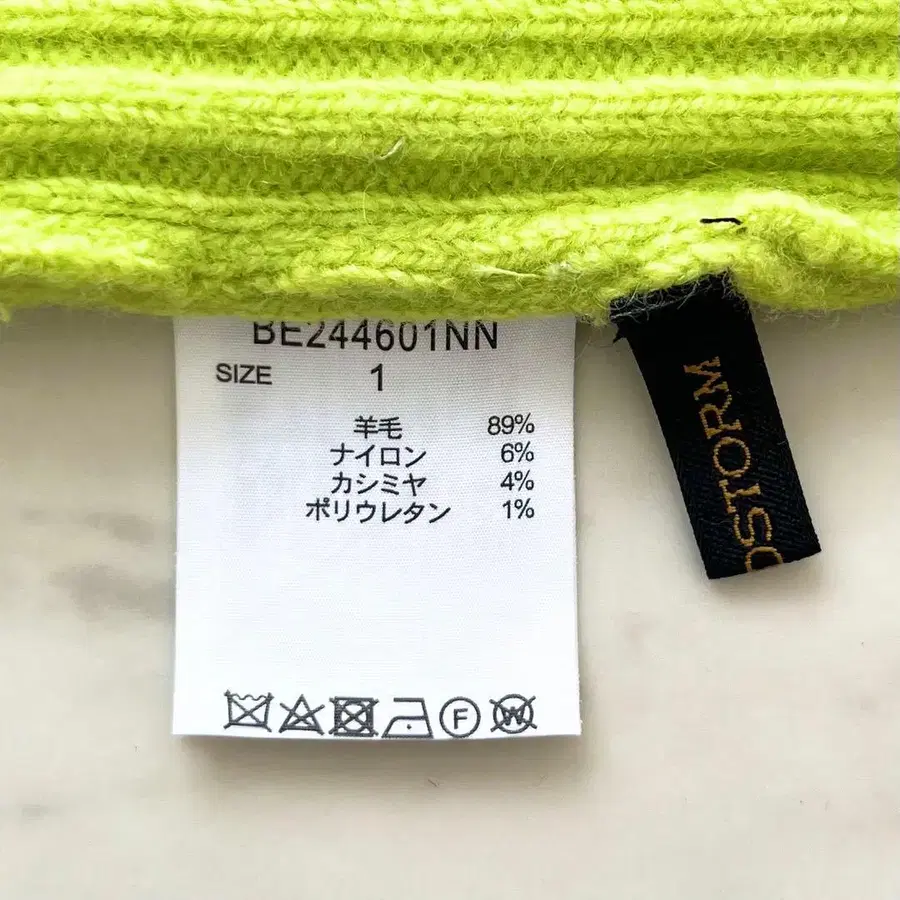 BE244601NN
SIZE 1
羊毛 89%
ナイロン 6%
カシミヤ 4%
ポリウレタン 1%
F
W
DSTORM